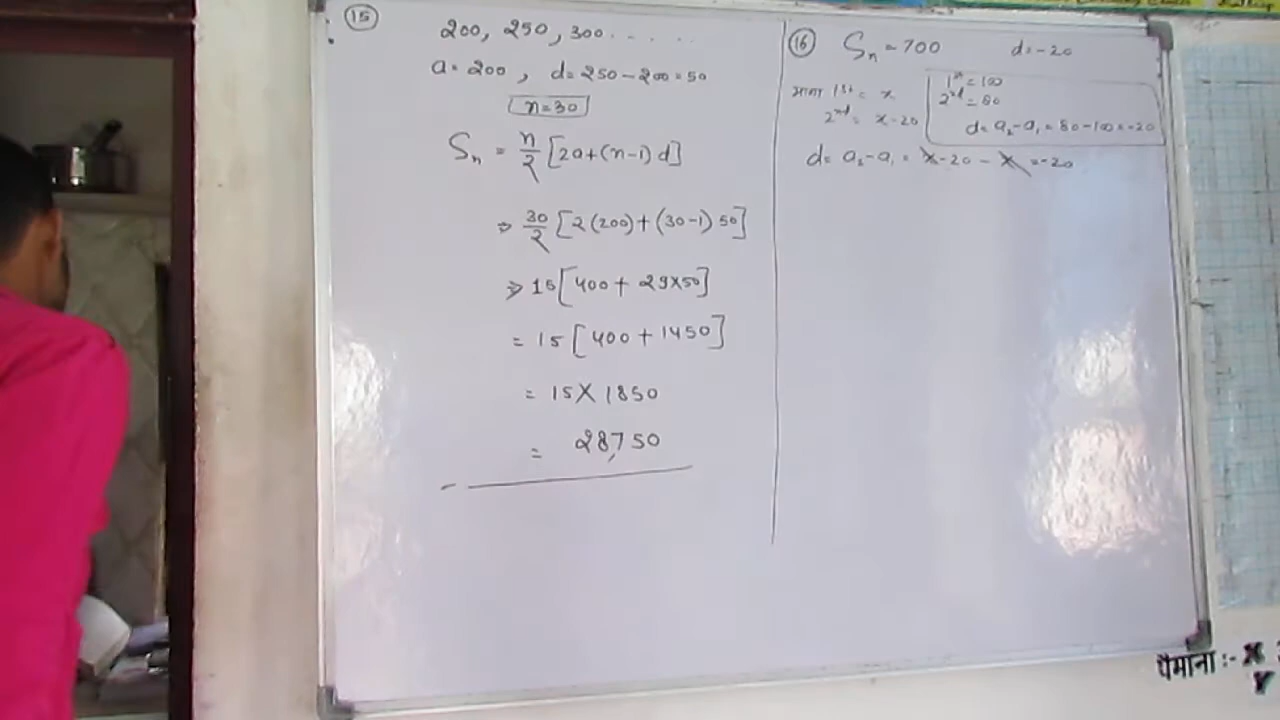 15
200, 250, 300 . . . . .
a = 200 , d = 250 - 200 = 50
n = 30
Sn = n/2 [2a+(n-1) d]
⇒ 30/2 [2(200)+(30-1) 50]
⇒ 15[400 + 29×50]
= 15 [400 + 1450]
= 15 × 1850
= 28,750
16 Sn = 700 d = -20
माना 1st = x
2nd = x-20
1st = 100
2nd = 80
d = a2-a1 = 80-100 = -20
d = a2-a1 = x-20 - x = -20
पैमाना :- X
Y